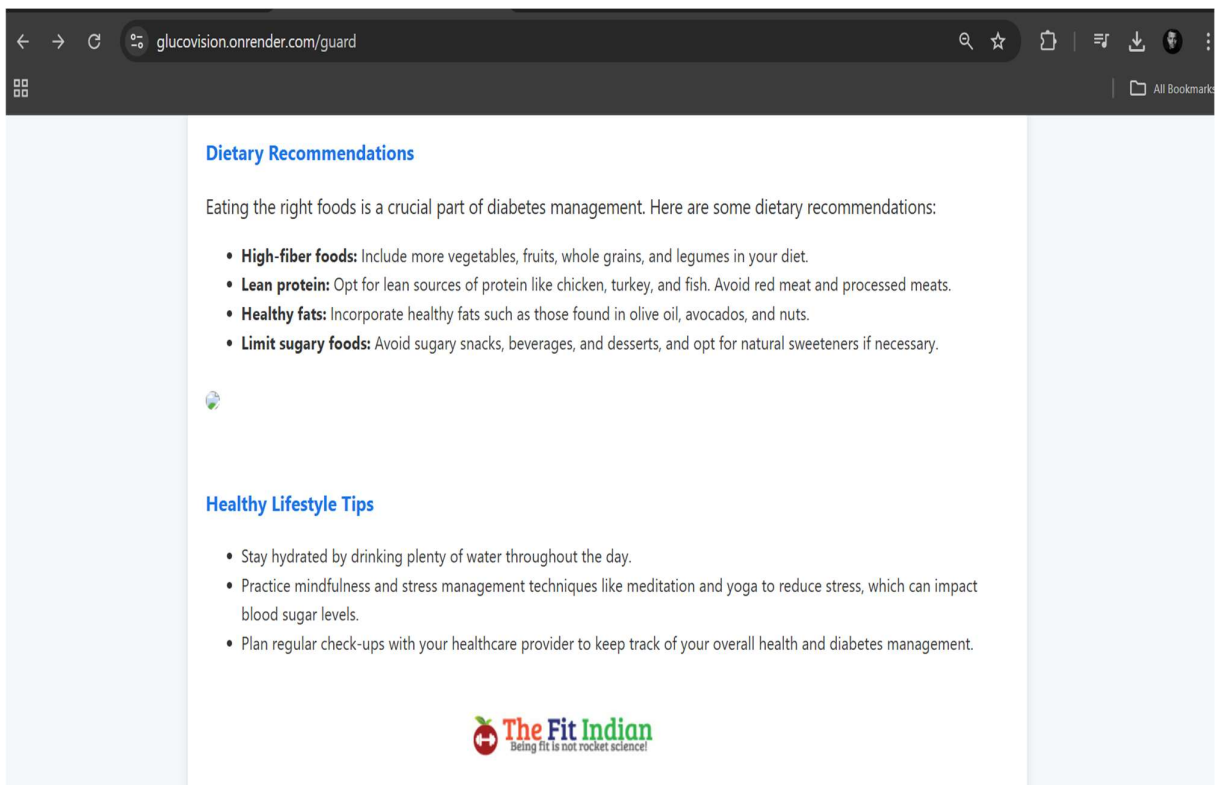 glucovision.onrender.com/guard
All Bookmarks
Dietary Recommendations
Eating the right foods is a crucial part of diabetes management. Here are some dietary recommendations:
• High-fiber foods: Include more vegetables, fruits, whole grains, and legumes in your diet.
• Lean protein: Opt for lean sources of protein like chicken, turkey, and fish. Avoid red meat and processed meats.
• Healthy fats: Incorporate healthy fats such as those found in olive oil, avocados, and nuts.
• Limit sugary foods: Avoid sugary snacks, beverages, and desserts, and opt for natural sweeteners if necessary.
Healthy Lifestyle Tips
• Stay hydrated by drinking plenty of water throughout the day.
• Practice mindfulness and stress management techniques like meditation and yoga to reduce stress, which can impact
blood sugar levels.
• Plan regular check-ups with your healthcare provider to keep track of your overall health and diabetes management.
The Fit Indian
Being fit is not rocket science!